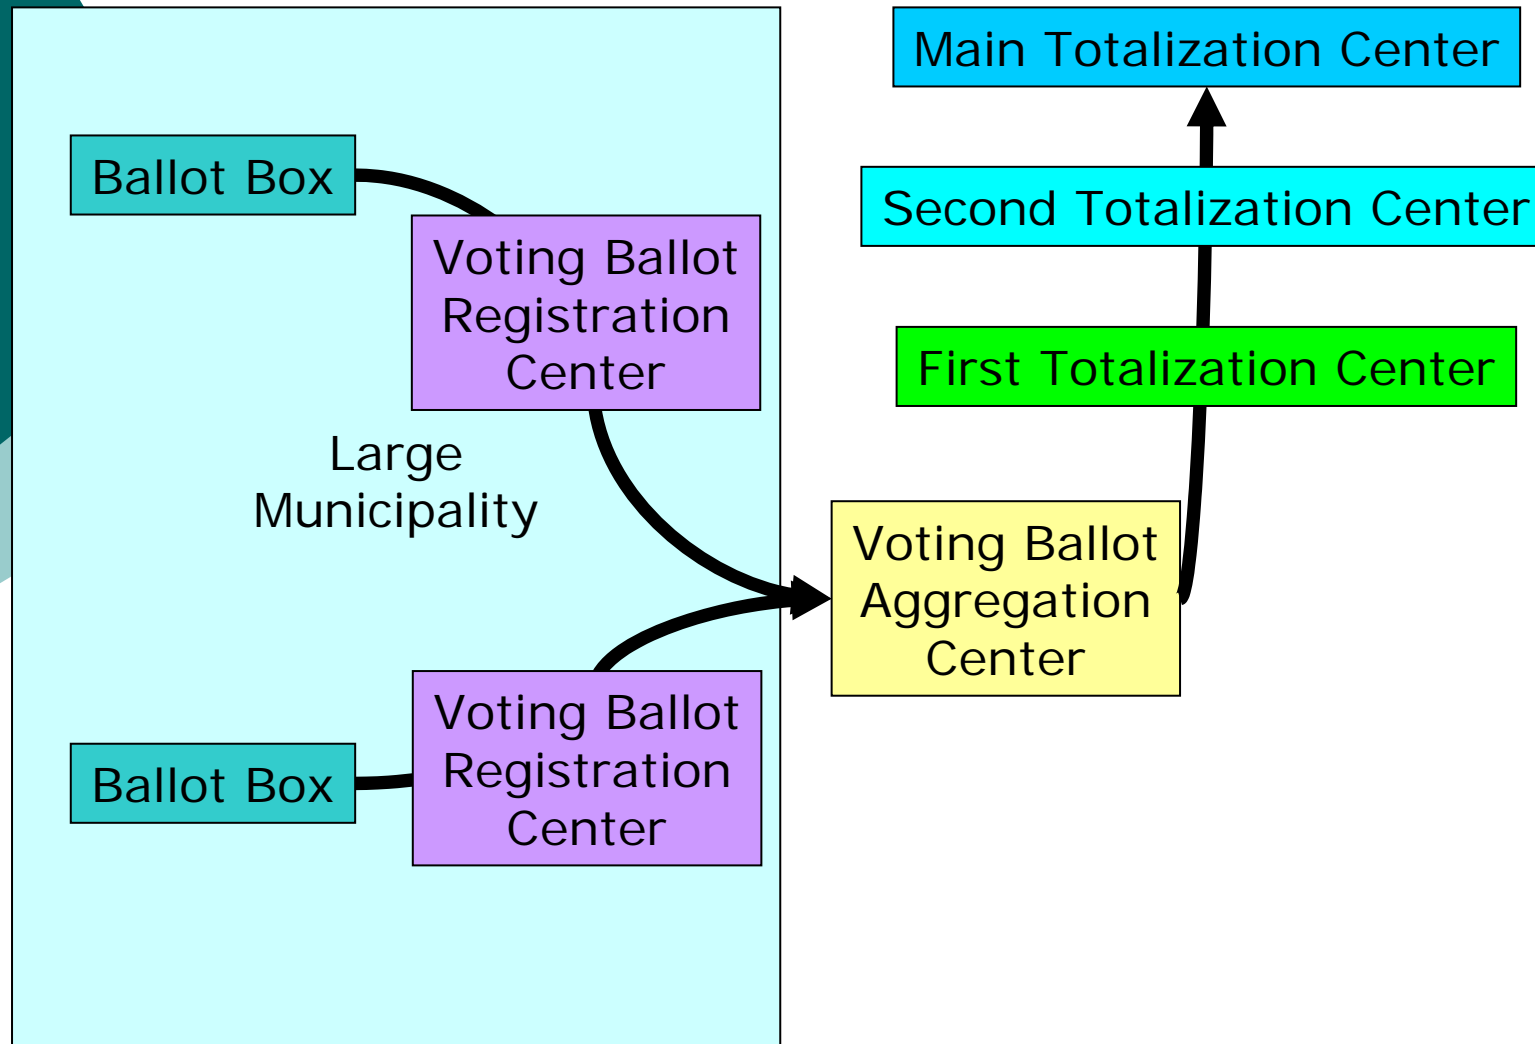 Ballot Box
Voting Ballot
Registration
Center
Large
Municipality
Ballot Box
Voting Ballot
Registration
Center
Main Totalization Center
Second Totalization Center
First Totalization Center
Voting Ballot
Aggregation
Center